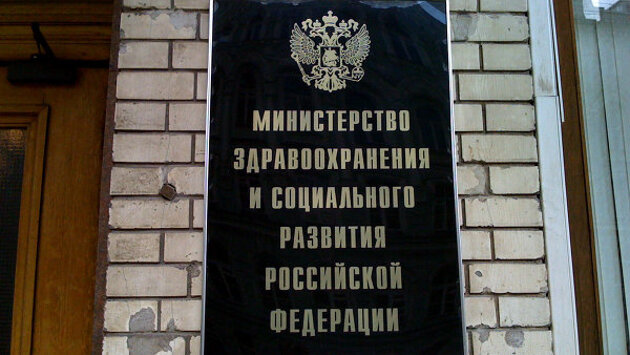 МИНИСТЕРСТВО
ЗДРАВООХРАНЕНИЯ
И СОЦИАЛЬНОГО
РАЗВИТИЯ
РОССИЙСКОЙ
ФЕДЕРАЦИИ